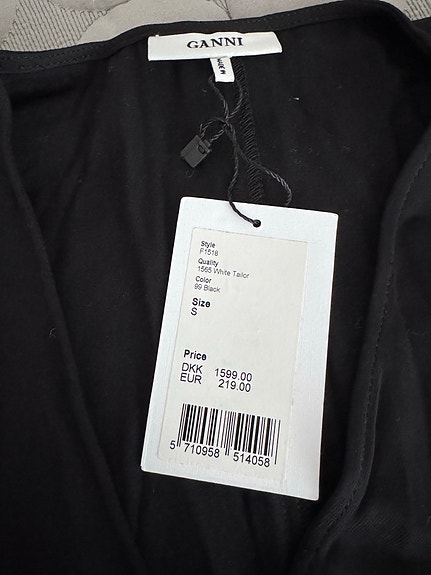 GANNI
Style
F1518
Quality
1565 White Tailor
Color
99 Black
Size
S
Price
DKK 1599.00
EUR 219.00
5 710958 514058